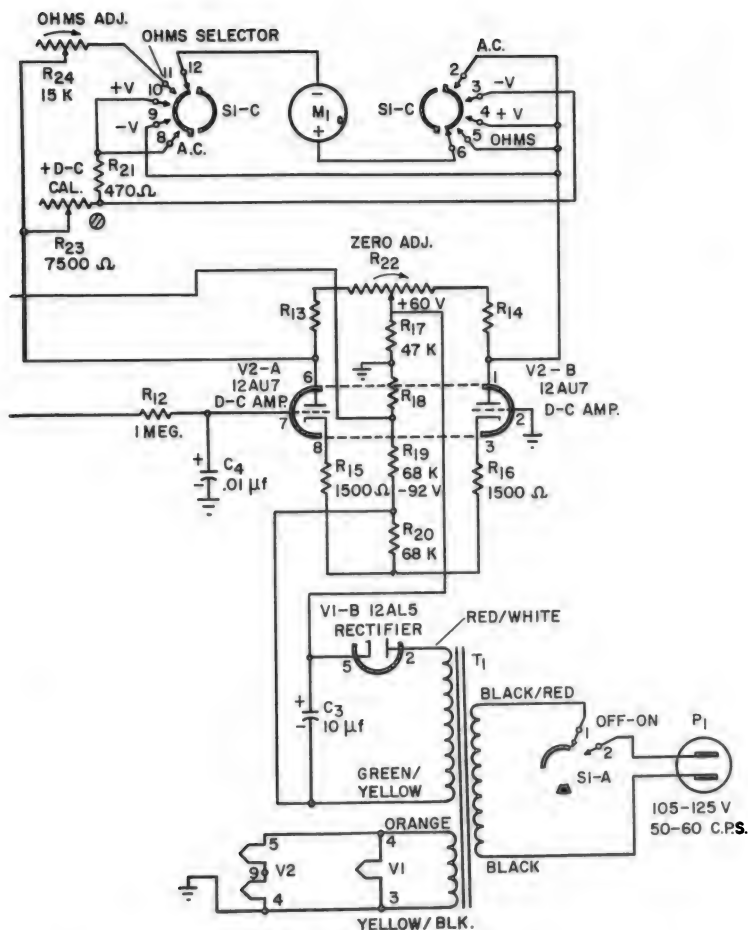 OHMS ADJ.
R24
15 K
OHMS SELECTOR
11
12
10
+V
9
-V
8
A.C.
S1-C
−
M1
+
S1-C
A.C.
2
3
-V
4
+ V
5
OHMS
6
+D-C
CAL.
R21
470Ω
R23
7500 Ω
ZERO ADJ.
R22
+60 V
R13
R17
47 K
R14
V2-A
12AU7
D-C AMP.
6
7
8
R18
V2-B
12AU7
D-C AMP.
1
2
3
R12
1 MEG.
+
−
C4
.01 μf
R15
1500Ω
R19
68 K
-92 V
R16
1500 Ω
R20
68 K
V1-B 12AL5
RECTIFIER
5
2
RED/WHITE
T1
+
−
C3
10 μf
GREEN/
YELLOW
BLACK/RED
1
OFF-ON
2
S1-A
P1
105-125 V
50-60 C.P.S.
BLACK
ORANGE
5
9
V2
4
4
V1
3
YELLOW/BLK.